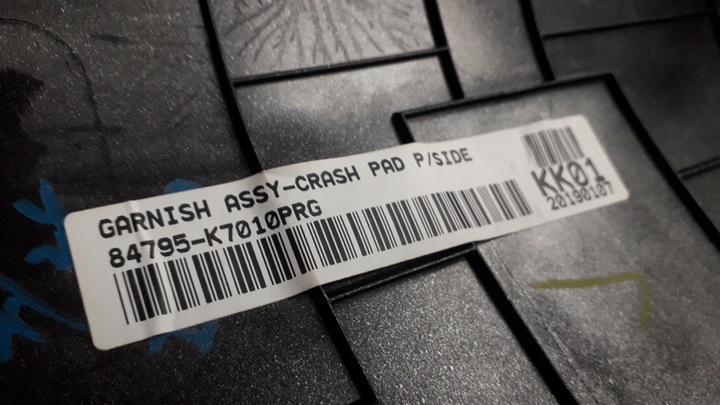 GARNISH ASSY-CRASH PAD P/SIDE
84795-K7010PRG
KK01
20190107